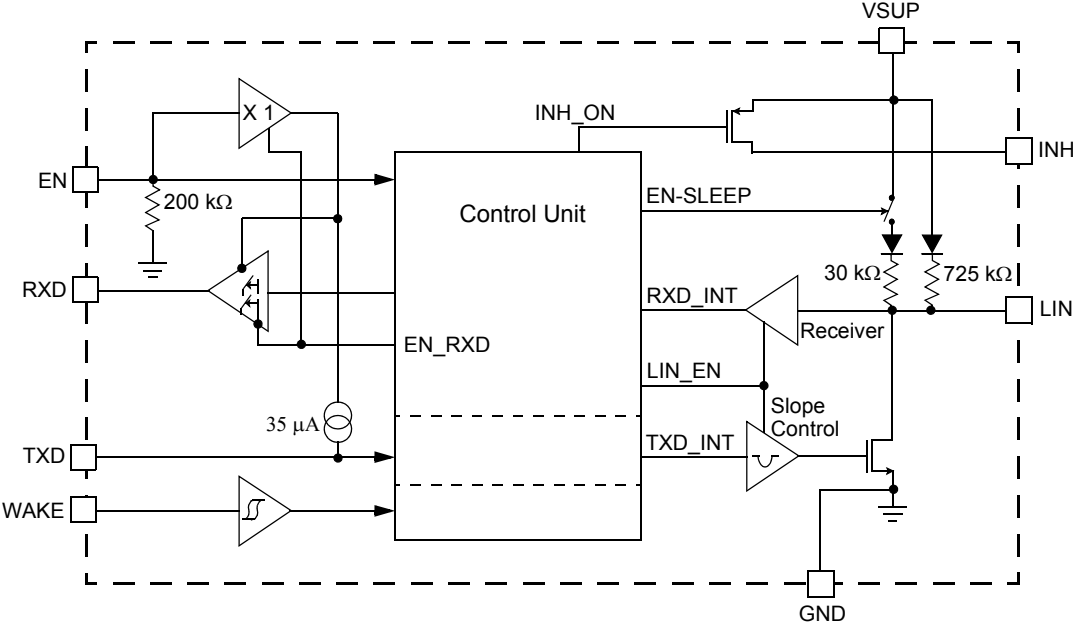 VSUP
X 1
INH_ON
INH
EN
200 kΩ
Control Unit
EN-SLEEP
RXD
30 kΩ
725 kΩ
RXD_INT
LIN
Receiver
EN_RXD
LIN_EN
35 µA
Slope
Control
TXD
TXD_INT
WAKE
GND